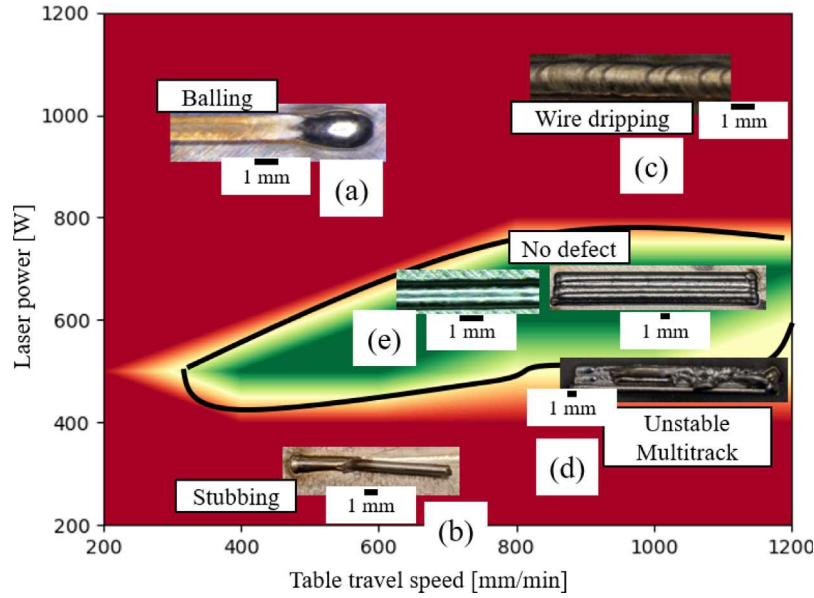 1200
1000
800
600
400
200
Laser power [W]
Balling
1 mm
(a)
Wire dripping
1 mm
(c)
No defect
1 mm
1 mm
(e)
1 mm
Unstable
Multitrack
(d)
Stubbing
1 mm
(b)
200
400
600
800
1000
1200
Table travel speed [mm/min]